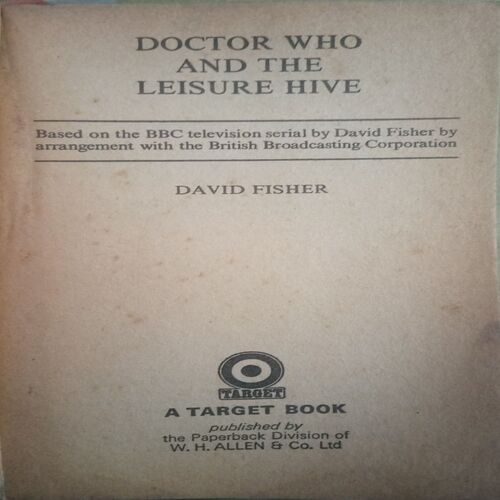 DOCTOR WHO
AND THE
LEISURE HIVE
Based on the BBC television serial by David Fisher by
arrangement with the British Broadcasting Corporation
DAVID FISHER
TARGET
A TARGET BOOK
published by
the Paperback Division of
W. H. ALLEN & Co. Ltd